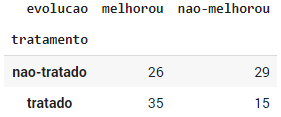 evolucao melhorou nao-melhorou
tratamento
nao-tratado 26 29
tratado 35 15